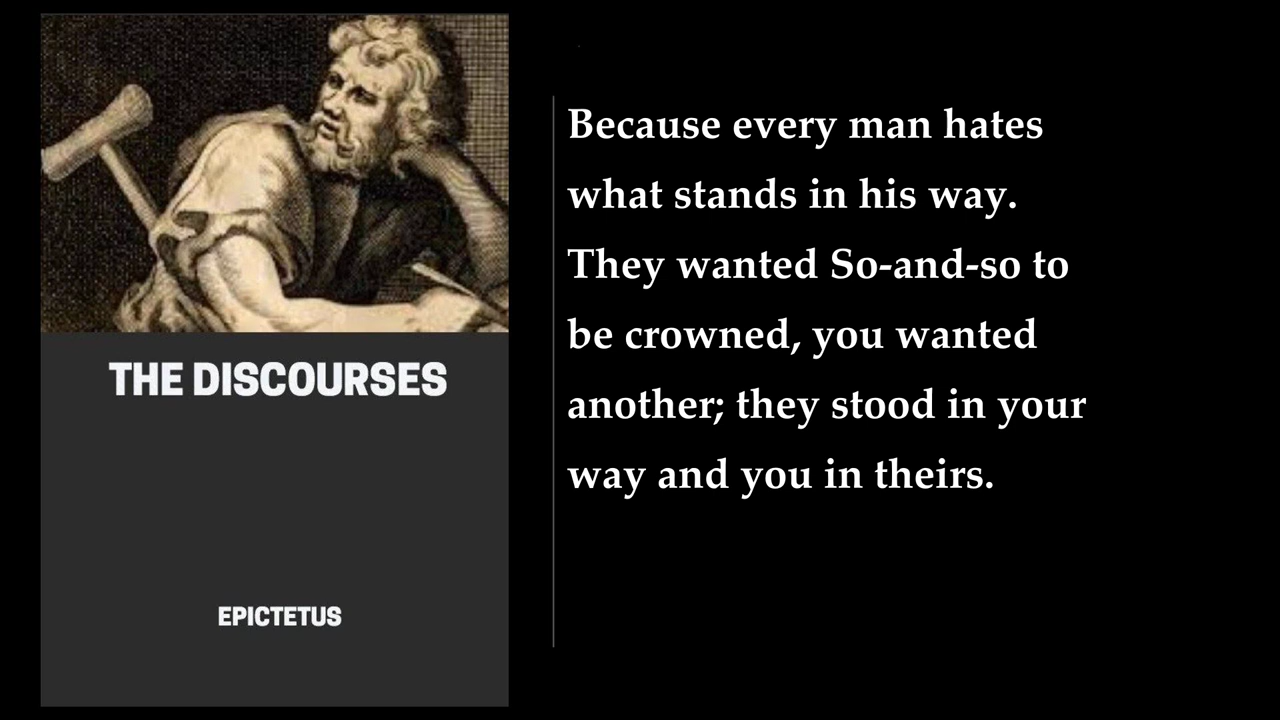 THE DISCOURSES
EPICTETUS
Because every man hates
what stands in his way.
They wanted So-and-so to
be crowned, you wanted
another; they stood in your
way and you in theirs.